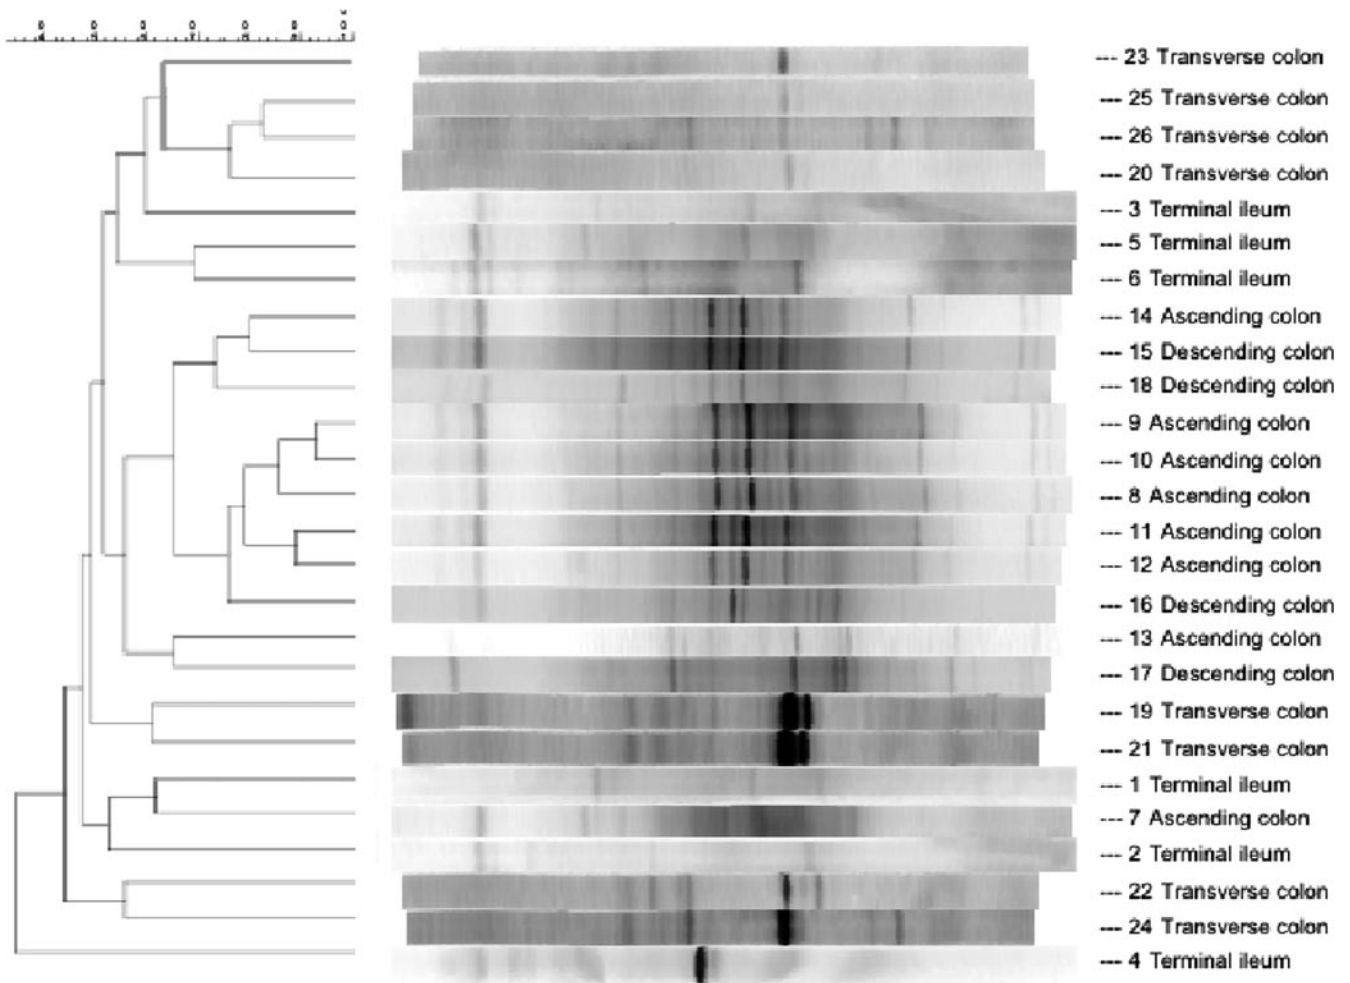 --- 23 Transverse colon
--- 25 Transverse colon
--- 26 Transverse colon
--- 20 Transverse colon
--- 3 Terminal ileum
--- 5 Terminal ileum
--- 6 Terminal ileum
--- 14 Ascending colon
--- 15 Descending colon
--- 18 Descending colon
--- 9 Ascending colon
--- 10 Ascending colon
--- 8 Ascending colon
--- 11 Ascending colon
--- 12 Ascending colon
--- 16 Descending colon
--- 13 Ascending colon
--- 17 Descending colon
--- 19 Transverse colon
--- 21 Transverse colon
--- 1 Terminal ileum
--- 7 Ascending colon
--- 2 Terminal ileum
--- 22 Transverse colon
--- 24 Transverse colon
--- 4 Terminal ileum